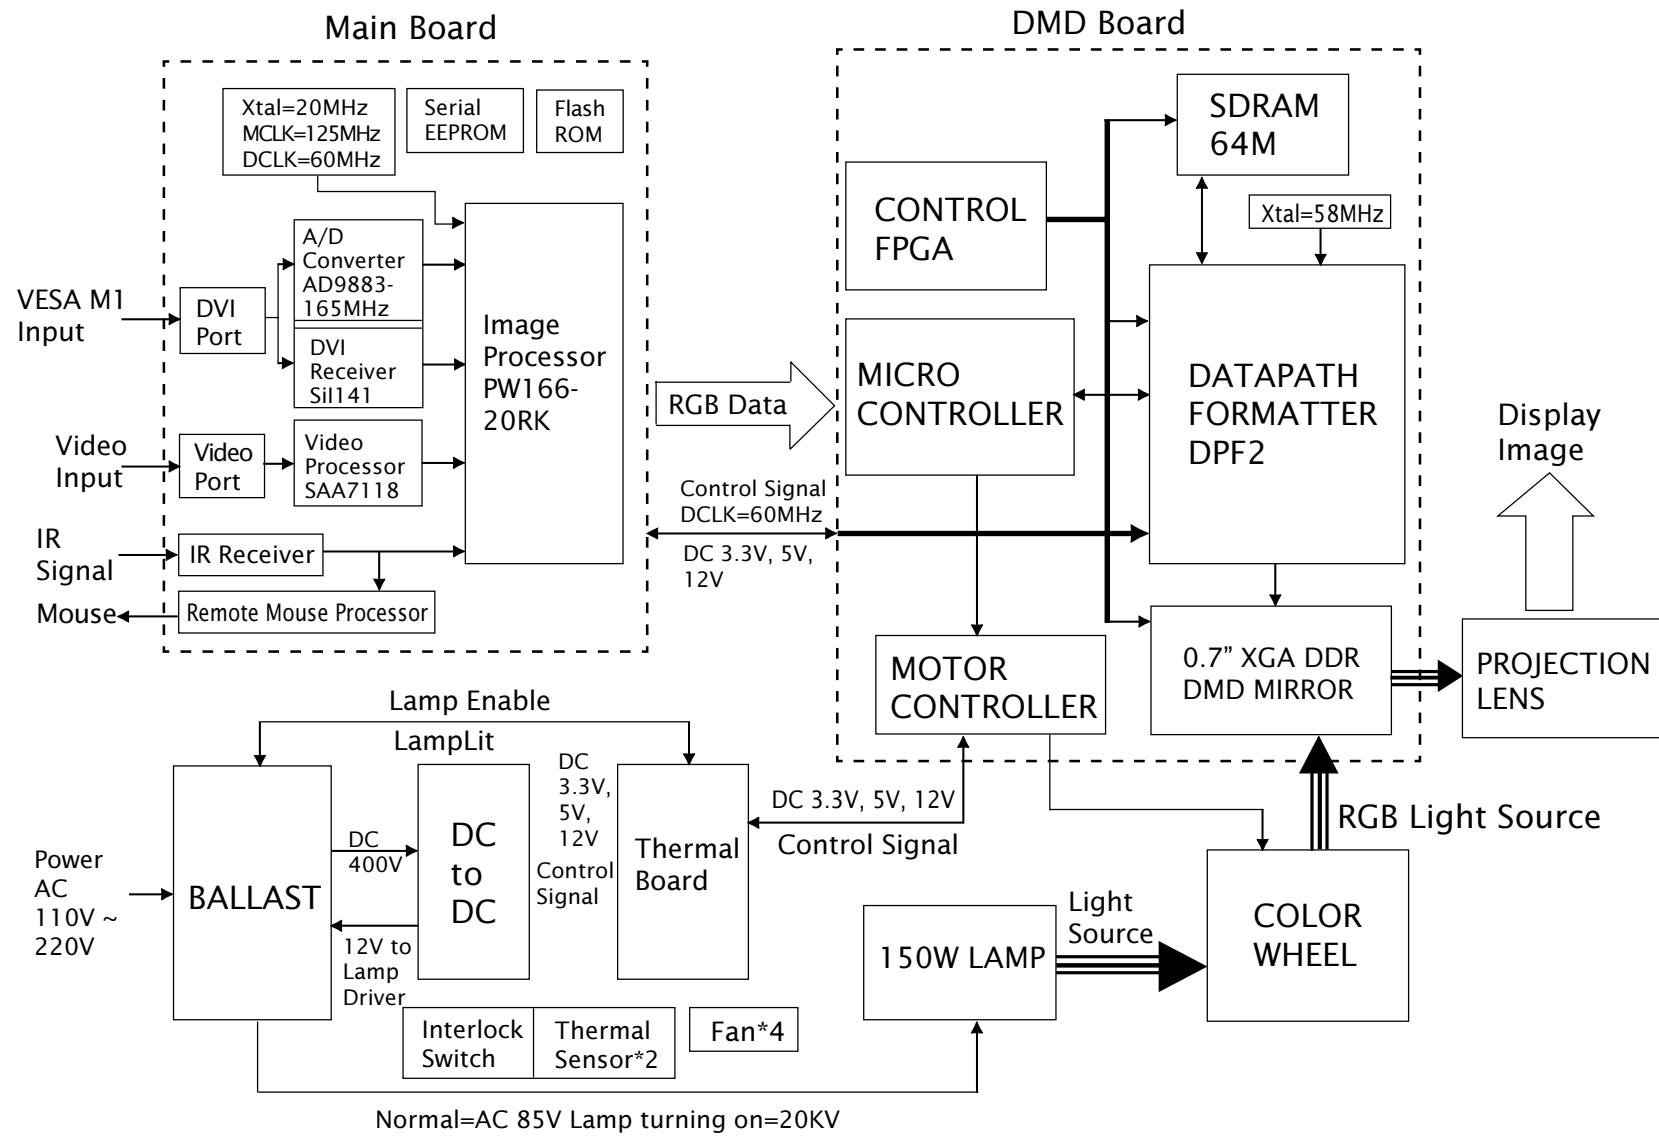 Main Board
DMD Board
Xtal=20MHz
MCLK=125MHz
DCLK=60MHz
Serial
EEPROM
Flash
ROM
A/D
Converter
AD9883-
165MHz
VESA M1
Input
DVI
Port
DVI
Receiver
SiI141
Image
Processor
PW166-
20RK
Video
Input
Video
Port
Video
Processor
SAA7118
IR
Signal
IR Receiver
Mouse
Remote Mouse Processor
RGB Data
Control Signal
DCLK=60MHz
DC 3.3V, 5V,
12V
SDRAM
64M
CONTROL
FPGA
Xtal=58MHz
MICRO
CONTROLLER
DATAPATH
FORMATTER
DPF2
Display
Image
MOTOR
CONTROLLER
0.7” XGA DDR
DMD MIRROR
PROJECTION
LENS
Lamp Enable
LampLit
DC
3.3V,
5V,
12V
Control
Signal
Power
AC
110V ~
220V
BALLAST
DC
400V
12V to
Lamp
Driver
DC
to
DC
Thermal
Board
DC 3.3V, 5V, 12V
Control Signal
RGB Light Source
150W LAMP
Light
Source
COLOR
WHEEL
Interlock
Switch
Thermal
Sensor*2
Fan*4
Normal=AC 85V Lamp turning on=20KV